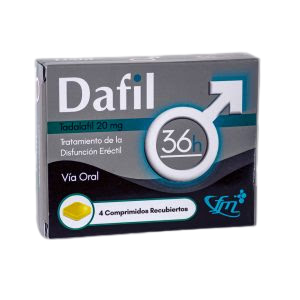 Dafil
Tadalafil 20 mg
Tratamiento de la
Disfunción Eréctil
36h
Vía Oral
4 Comprimidos Recubiertos
fm